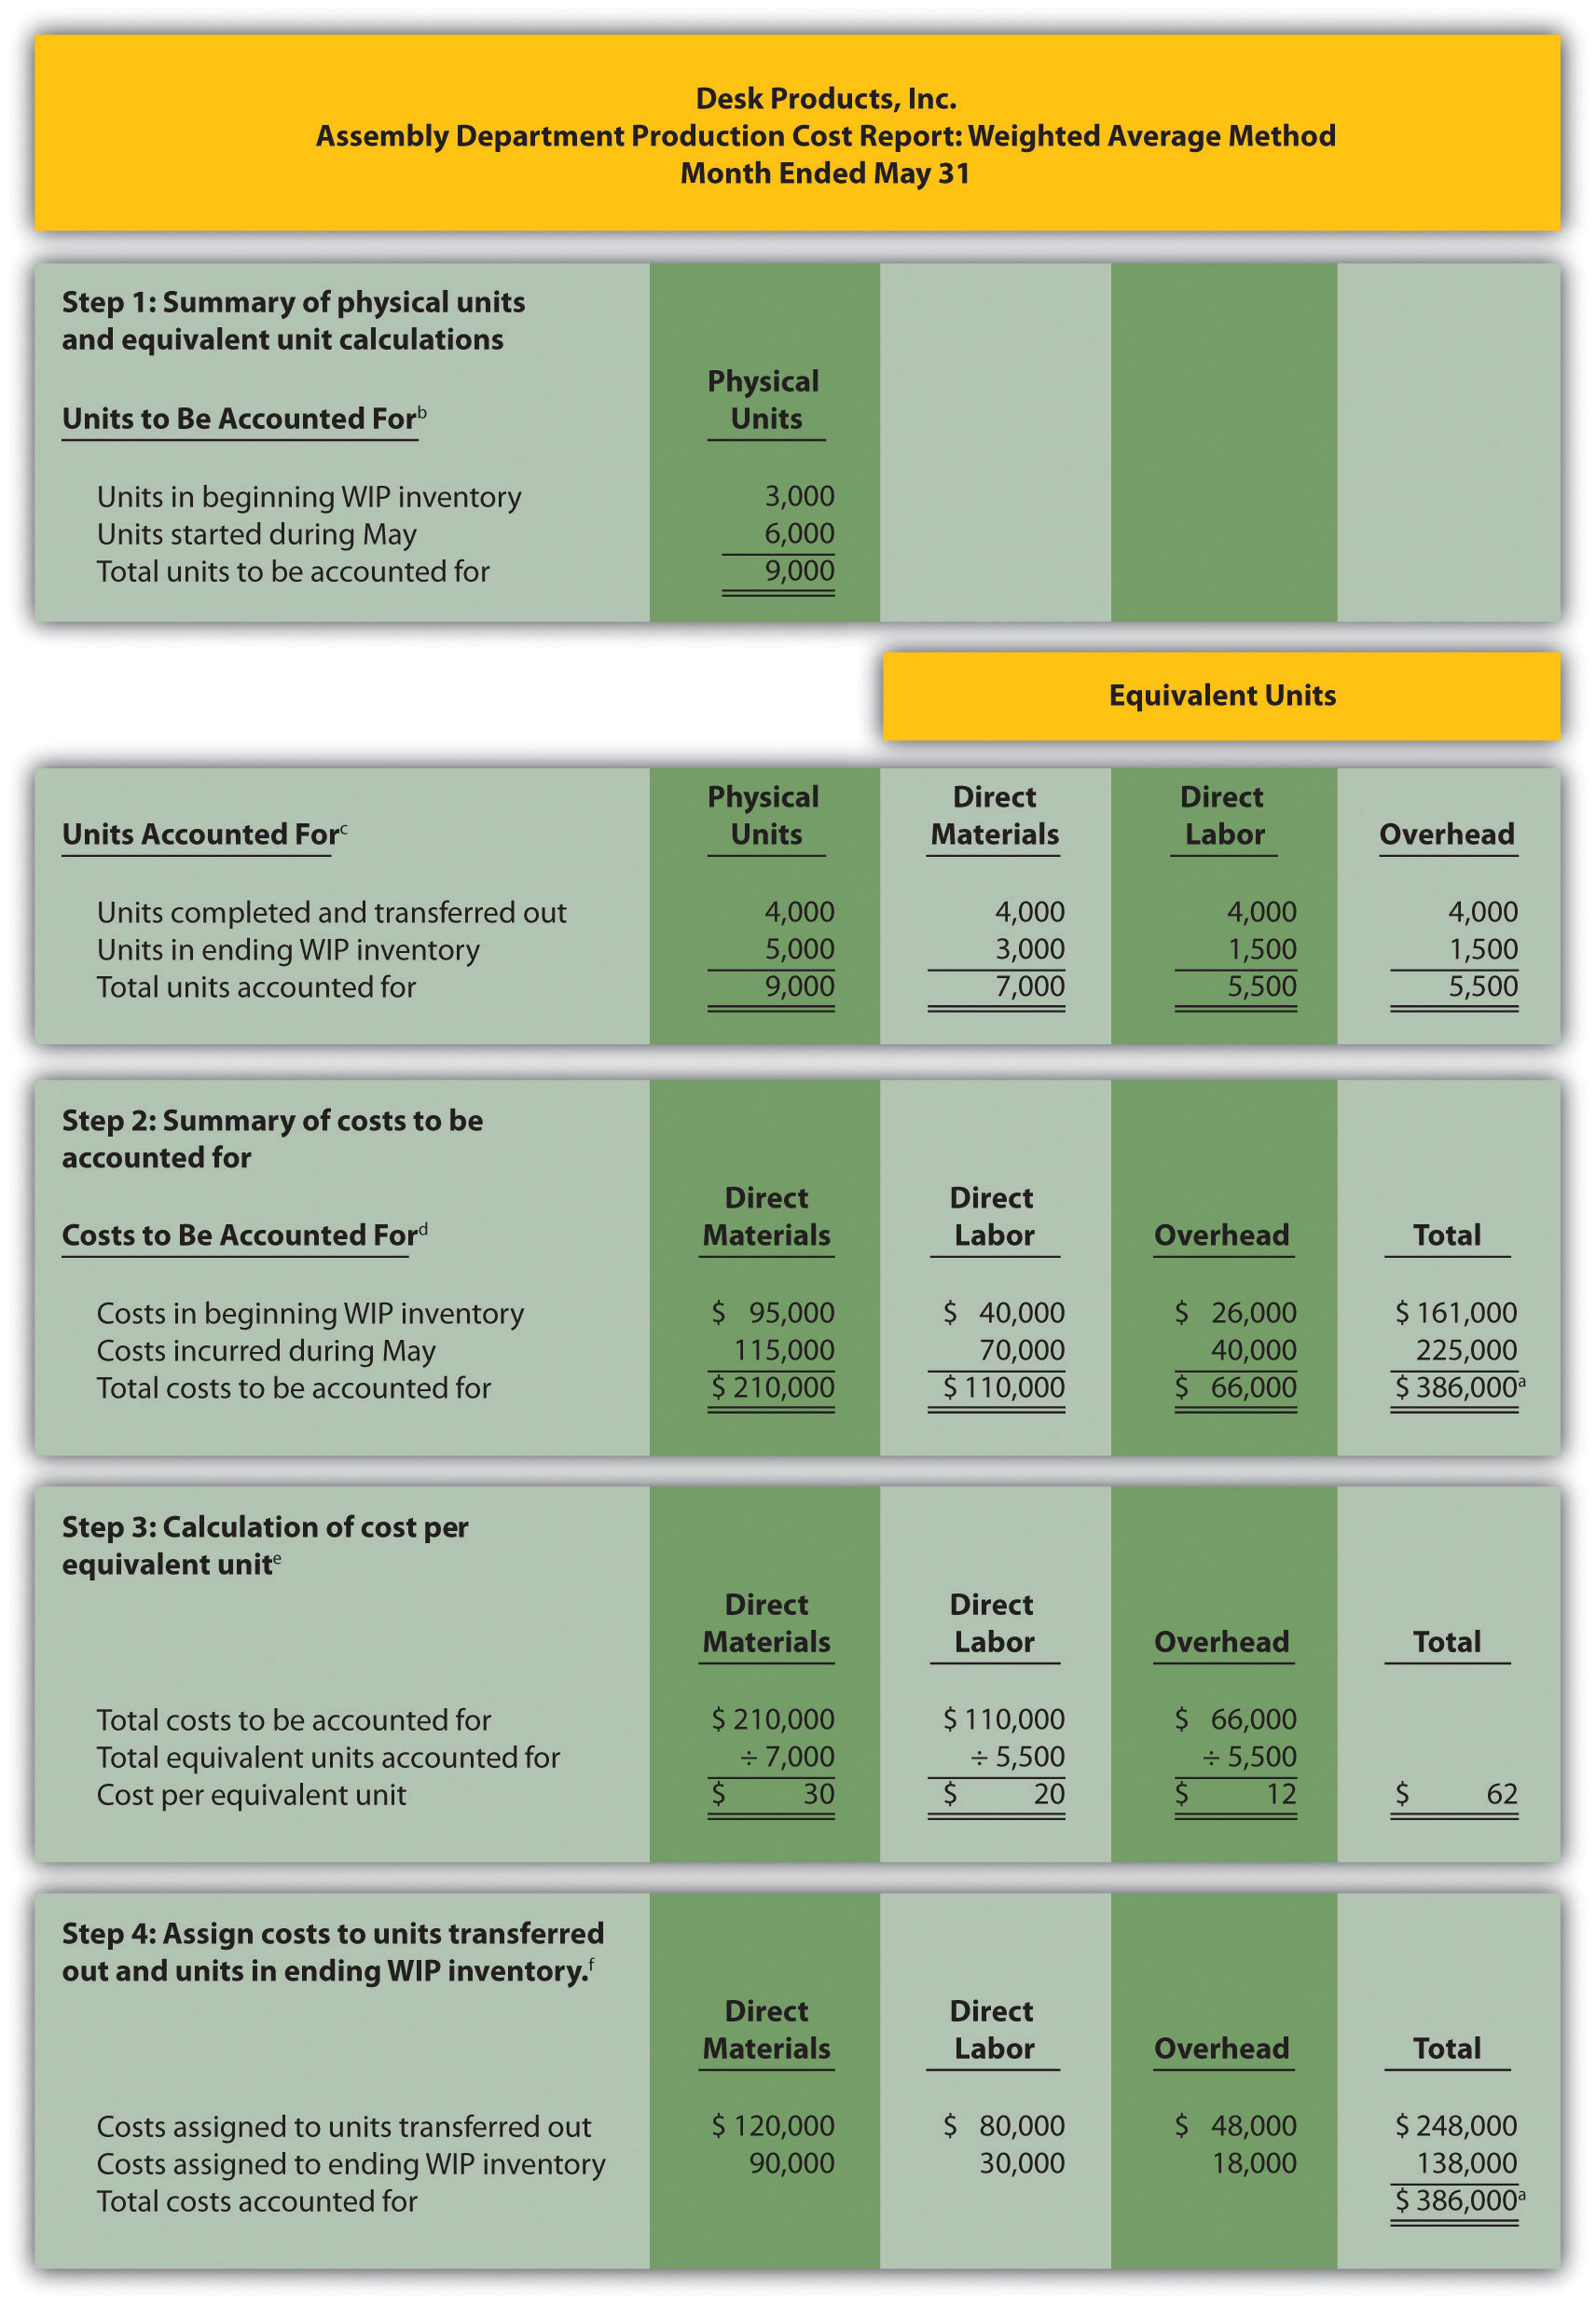 Desk Products, Inc.
Assembly Department Production Cost Report: Weighted Average Method
Month Ended May 31
Step 1: Summary of physical units
and equivalent unit calculations
Physical
Units to Be Accounted Forᵇ Units
Units in beginning WIP inventory 3,000
Units started during May 6,000
Total units to be accounted for 9,000
Equivalent Units
Physical Direct Direct
Units Accounted Forᶜ Units Materials Labor Overhead
Units completed and transferred out 4,000 4,000 4,000 4,000
Units in ending WIP inventory 5,000 3,000 1,500 1,500
Total units accounted for 9,000 7,000 5,500 5,500
Step 2: Summary of costs to be
accounted for
Direct Direct
Costs to Be Accounted Forᵈ Materials Labor Overhead Total
Costs in beginning WIP inventory $ 95,000 $ 40,000 $ 26,000 $ 161,000
Costs incurred during May 115,000 70,000 40,000 225,000
Total costs to be accounted for $ 210,000 $ 110,000 $ 66,000 $ 386,000ᵃ
Step 3: Calculation of cost per
equivalent unitᵉ
Direct Direct
Materials Labor Overhead Total
Total costs to be accounted for $ 210,000 $ 110,000 $ 66,000
Total equivalent units accounted for ÷ 7,000 ÷ 5,500 ÷ 5,500
Cost per equivalent unit $ 30 $ 20 $ 12 $ 62
Step 4: Assign costs to units transferred
out and units in ending WIP inventory.ᶠ
Direct Direct
Materials Labor Overhead Total
Costs assigned to units transferred out $ 120,000 $ 80,000 $ 48,000 $ 248,000
Costs assigned to ending WIP inventory 90,000 30,000 18,000 138,000
Total costs accounted for $ 386,000ᵃ